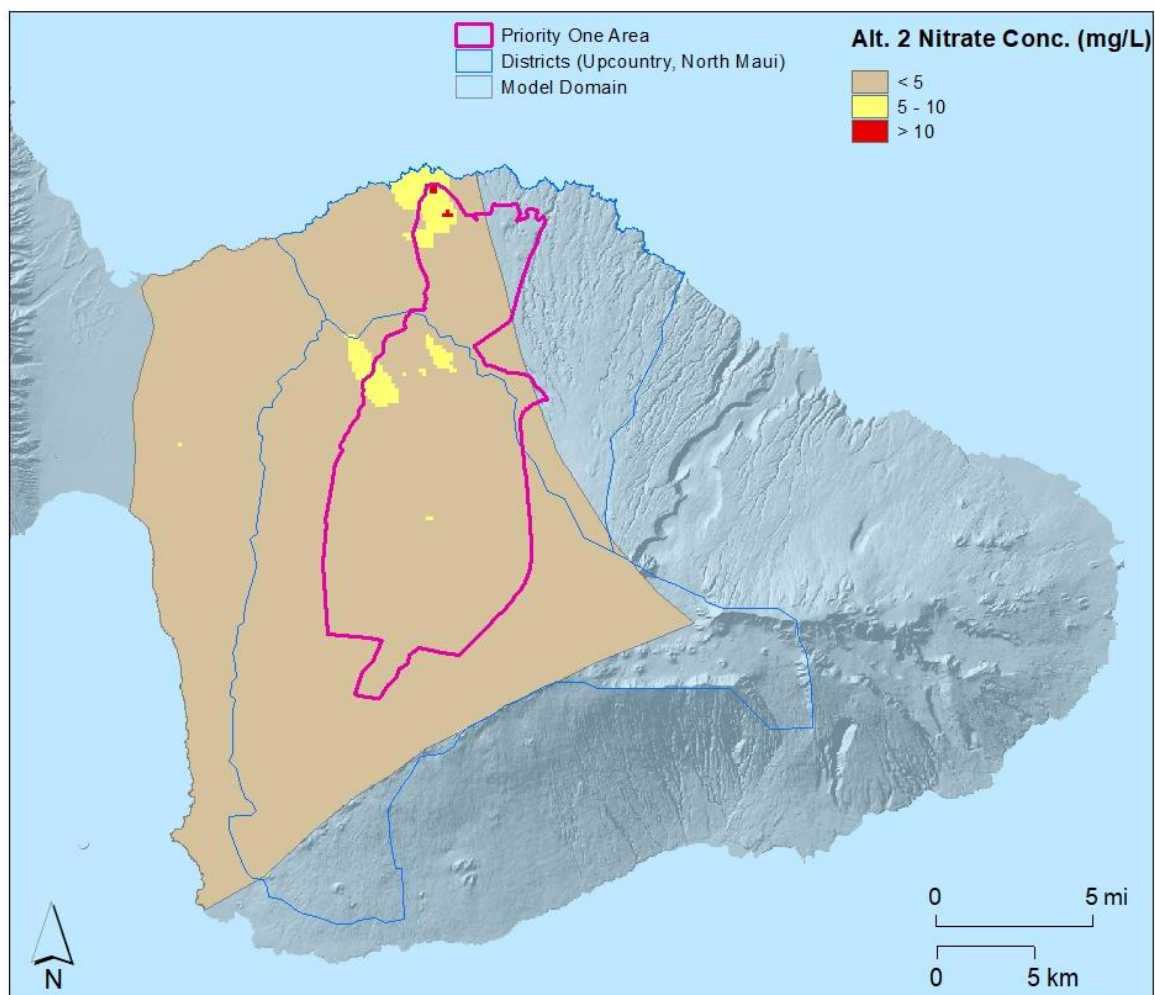 Priority One Area
Districts (Upcountry, North Maui)
Model Domain
Alt. 2 Nitrate Conc. (mg/L)
< 5
5 - 10
> 10
N
0 5 mi
0 5 km